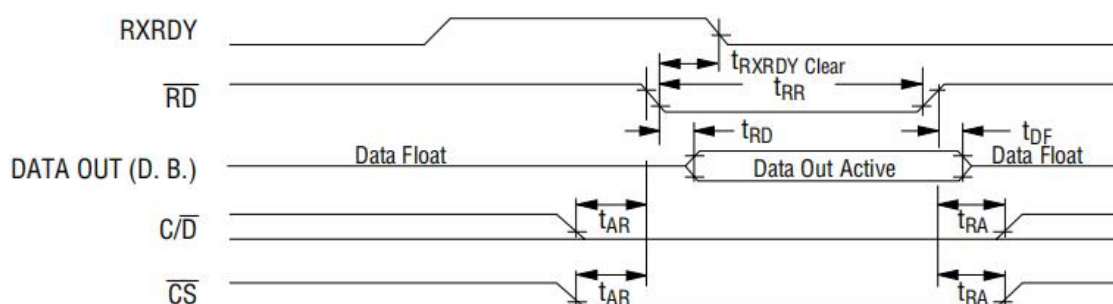 RXRDY
tRXRDY Clear
RD
tRR
tRD
tDF
DATA OUT (D. B.)
Data Float
Data Out Active
Data Float
C/D
tAR
tRA
CS
tAR
tRA